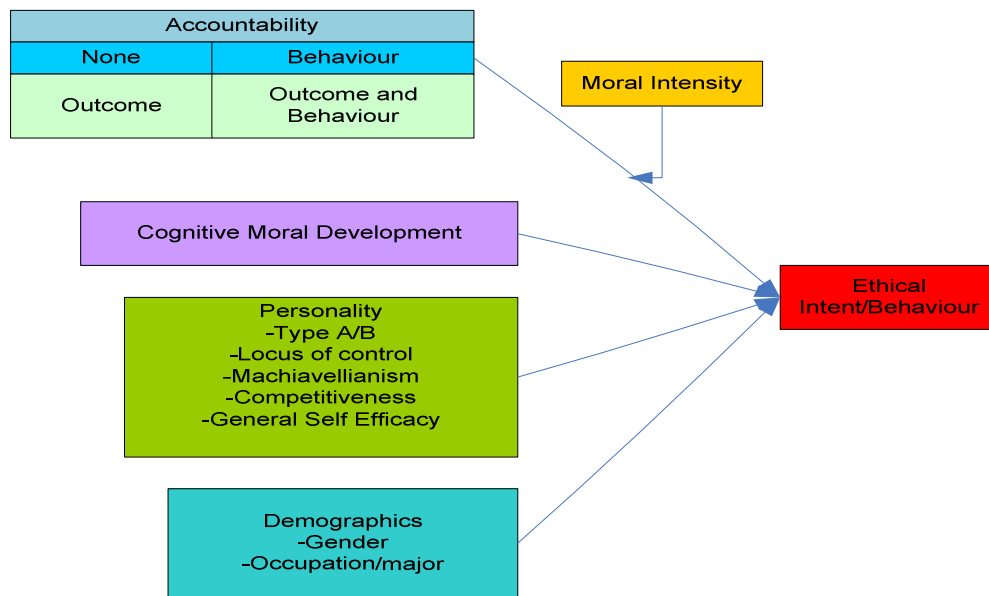 Accountability
None
Behaviour
Outcome
Outcome and
Behaviour
Moral Intensity
Cognitive Moral Development
Personality
-Type A/B
-Locus of control
-Machiavellianism
-Competitiveness
-General Self Efficacy
Ethical
Intent/Behaviour
Demographics
-Gender
-Occupation/major